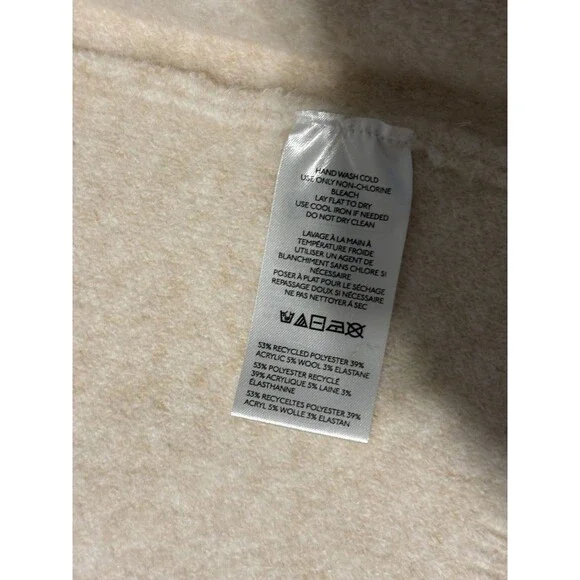 HAND WASH COLD
USE ONLY NON-CHLORINE
BLEACH
LAY FLAT TO DRY
USE COOL IRON IF NEEDED
DO NOT DRY CLEAN
LAVAGE À LA MAIN À
TEMPÉRATURE FROIDE
UTILISER UN AGENT DE
BLANCHIMENT SANS CHLORE SI
NÉCESSAIRE
POSER À PLAT POUR LE SÉCHAGE
REPASSAGE DOUX SI NÉCESSAIRE
NE PAS NETTOYER À SEC
53% RECYCLED POLYESTER 39%
ACRYLIC 5% WOOL 3% ELASTANE
53% POLYESTER RECYCLÉ
39% ACRYLIQUE 5% LAINE 3%
ÉLASTHANNE
53% RECYCELTES POLYESTER 39%
ACRYL 5% WOLLE 3% ELASTAN